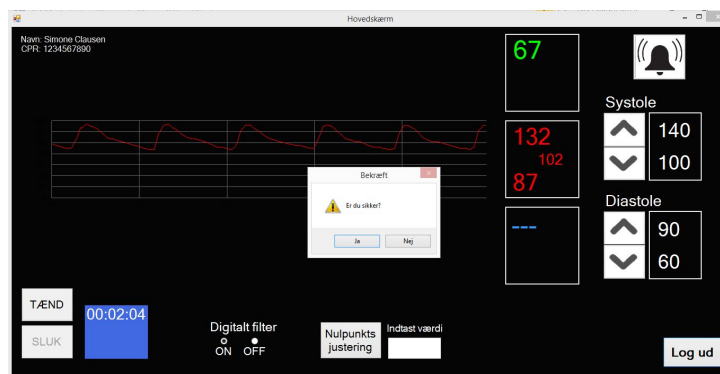 Hovedskærm
Navn: Simone Clausen
CPR: 1234567890
67
132
102
87
---
Systole
140
100
Diastole
90
60
Bekræft
Er du sikker?
Ja
Nej
TÆND
SLUK
00:02:04
Digitalt filter
ON OFF
Nulpunkts
justering
Indtast værdi
Log ud